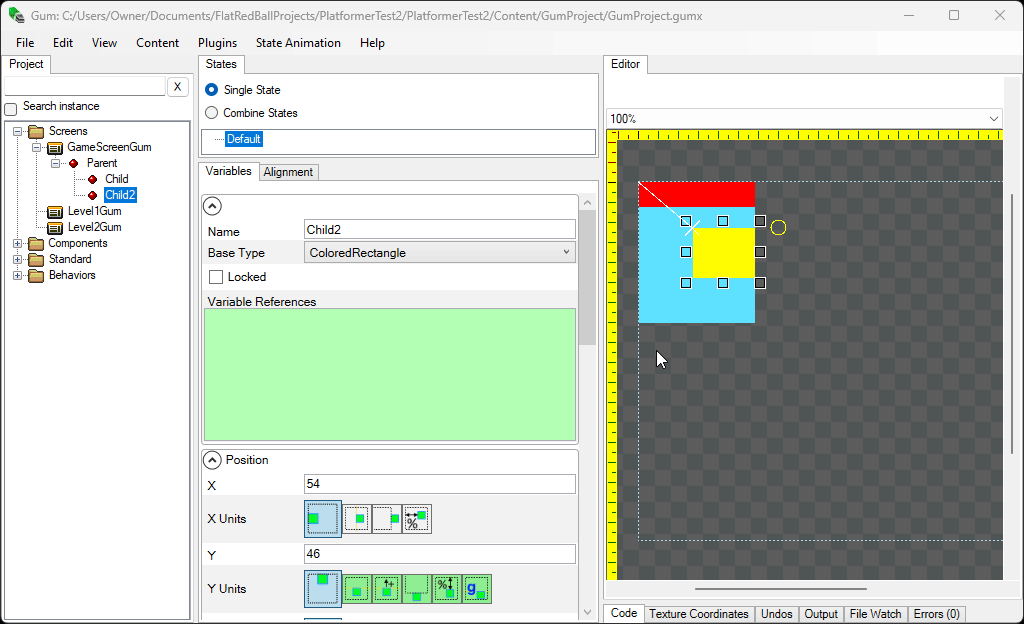 Gum: C:/Users/Owner/Documents/FlatRedBallProjects/PlatformerTest2/PlatformerTest2/Content/GumProject/GumProject.gumx
File Edit View Content Plugins State Animation Help
Project
X
Search instance
Screens
GameScreenGum
Parent
Child
Child2
Level1Gum
Level2Gum
Components
Standard
Behaviors
States
Single State
Combine States
Default
Variables Alignment
Name Child2
Base Type ColoredRectangle
Locked
Variable References
Position
X 54
X Units %
Y 46
Y Units % g
Editor
100%
Code Texture Coordinates Undos Output File Watch Errors (0)